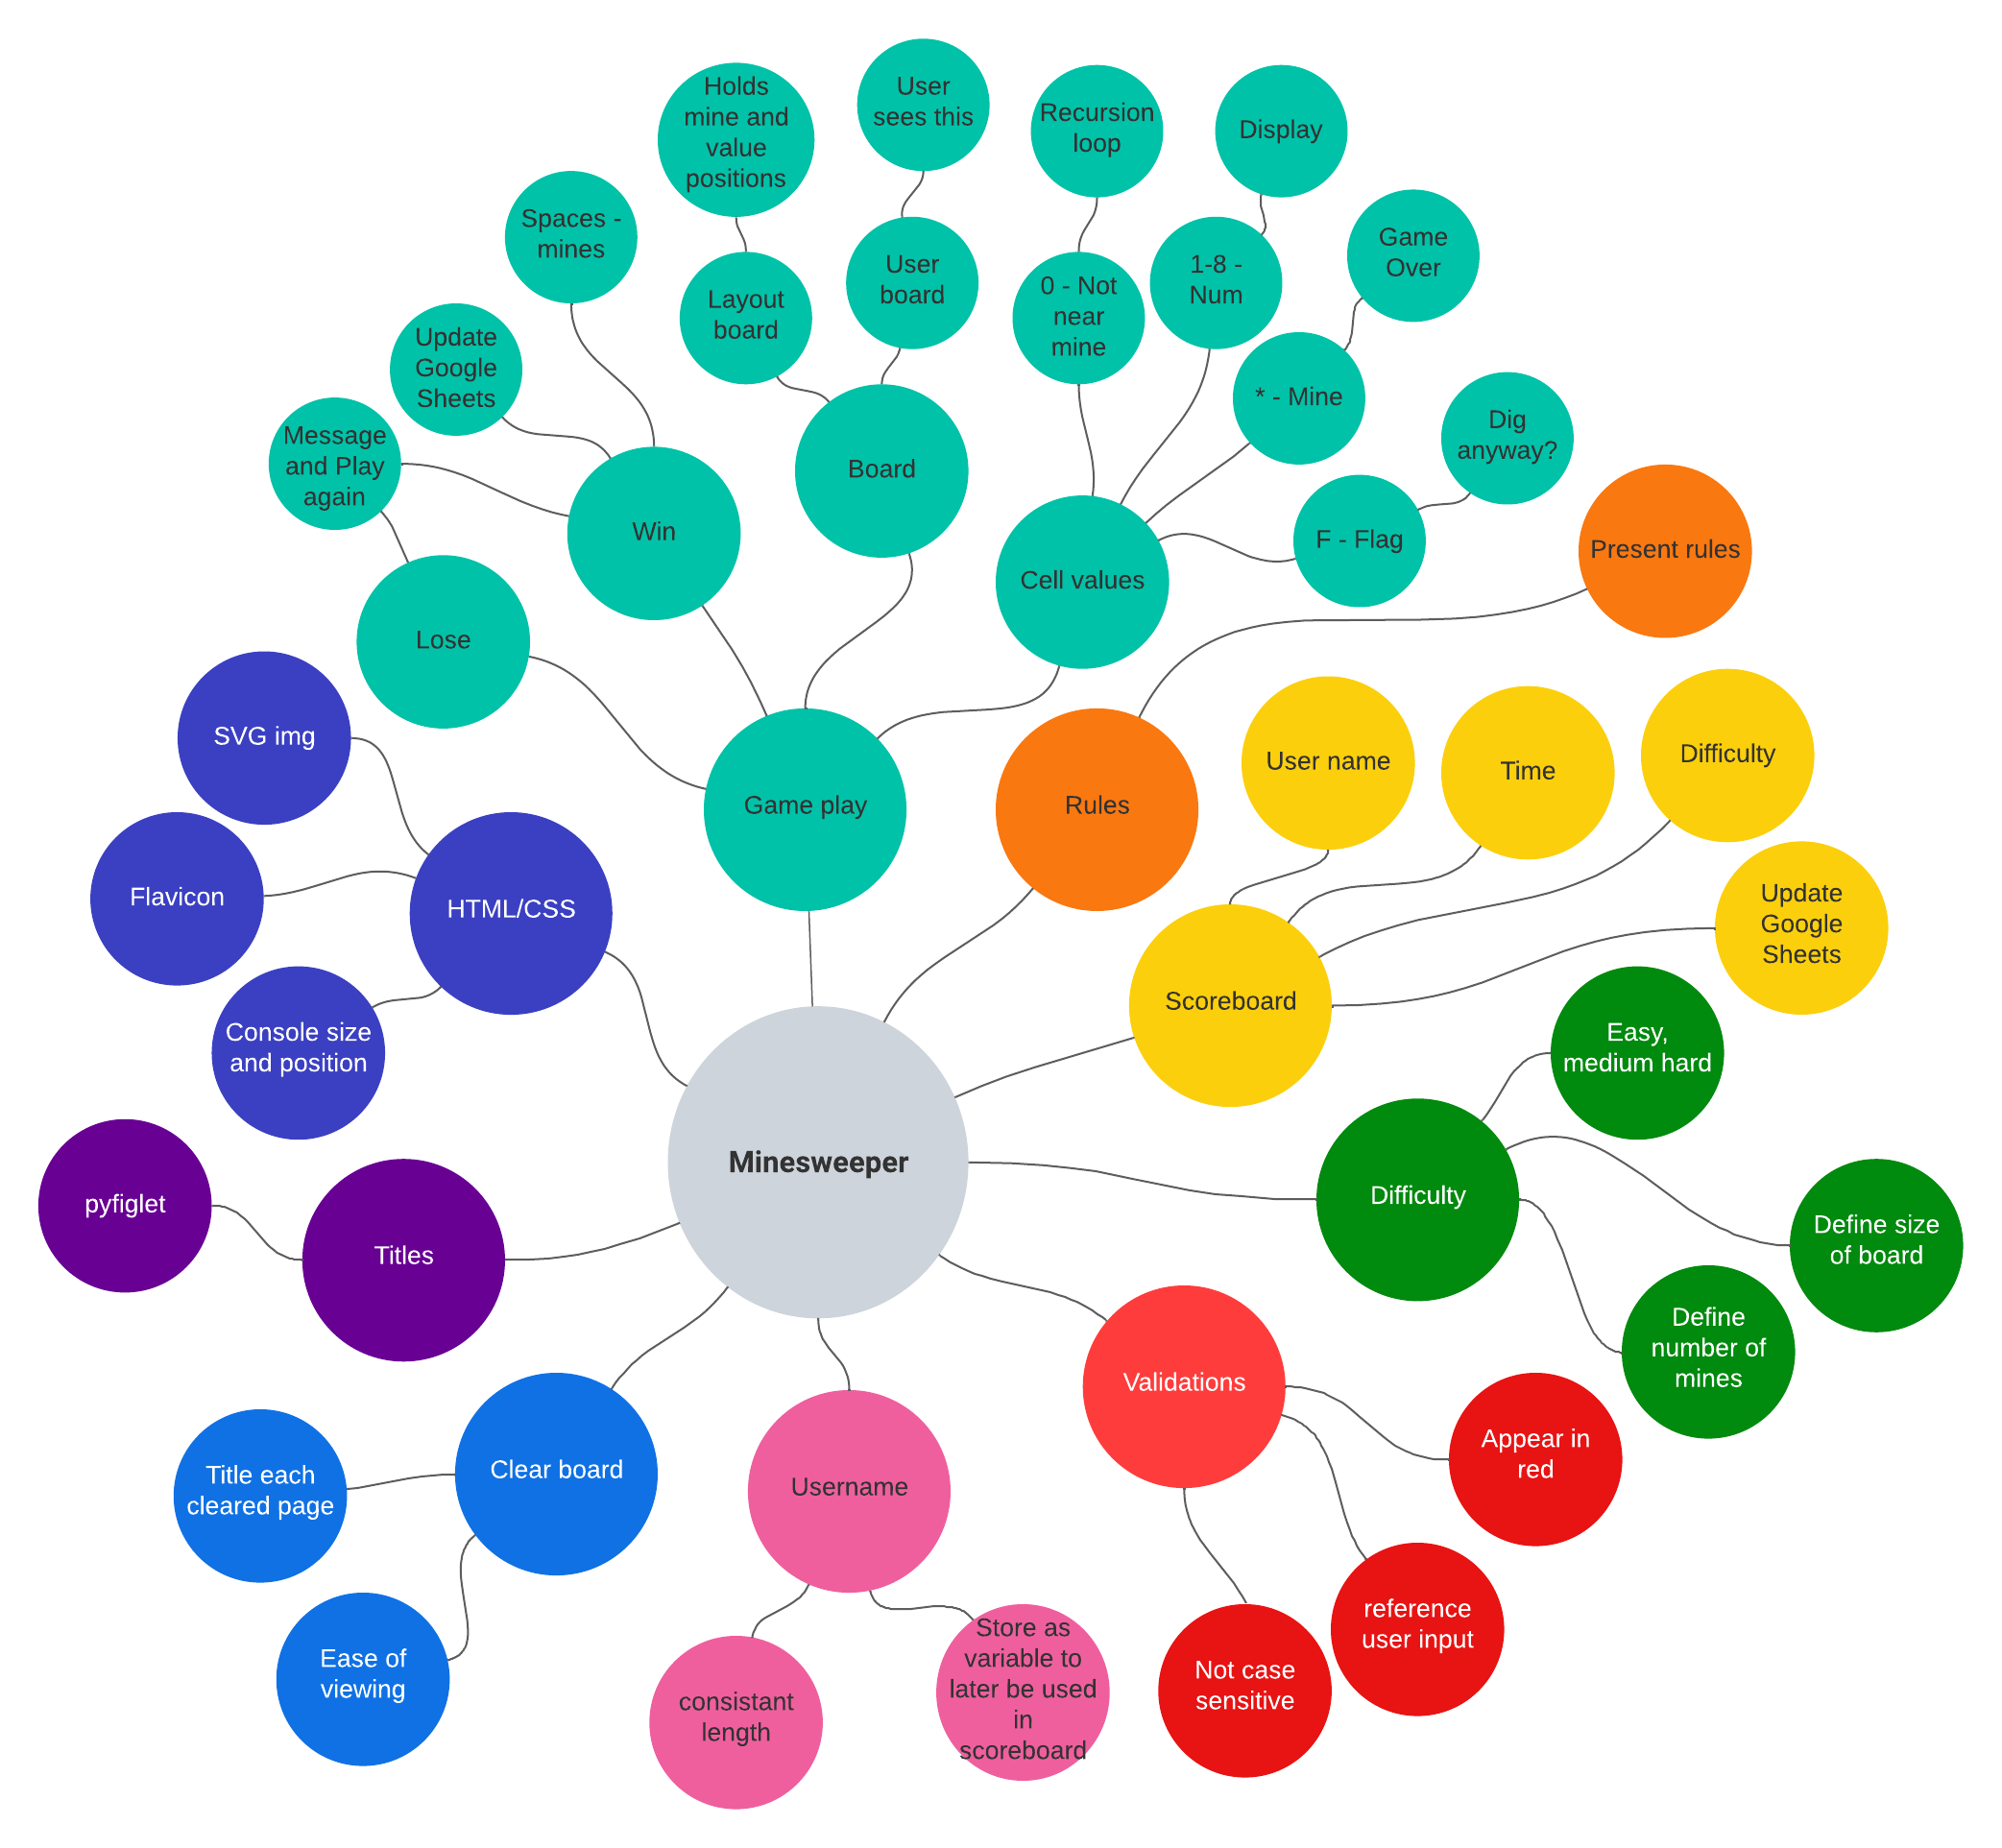 Holds
mine and
value
positions
User
sees this
Recursion
loop
Display
Spaces -
mines
Game
Over
Layout
board
User
board
0 - Not
near
mine
1-8 -
Num
Update
Google
Sheets
* - Mine
Message
and Play
again
Dig
anyway?
Win
Board
F - Flag
Present rules
Cell values
Lose
SVG img
User name
Time
Difficulty
Game play
Rules
Flavicon
HTML/CSS
Update
Google
Sheets
Console size
and position
Scoreboard
Easy,
medium hard
Minesweeper
pyfiglet
Titles
Difficulty
Define size
of board
Define
number of
mines
Validations
Appear in
red
Title each
cleared page
Clear board
Username
reference
user input
Ease of
viewing
consistant
length
Store as
variable to
later be used
in
scoreboard
Not case
sensitive